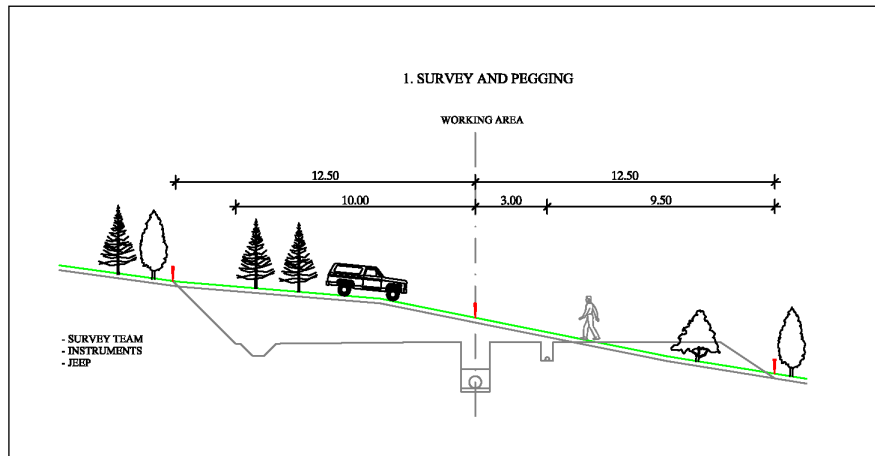 1. SURVEY AND PEGGING
WORKING AREA
12.50 12.50
10.00 3.00 9.50
- SURVEY TEAM
- INSTRUMENTS
- JEEP